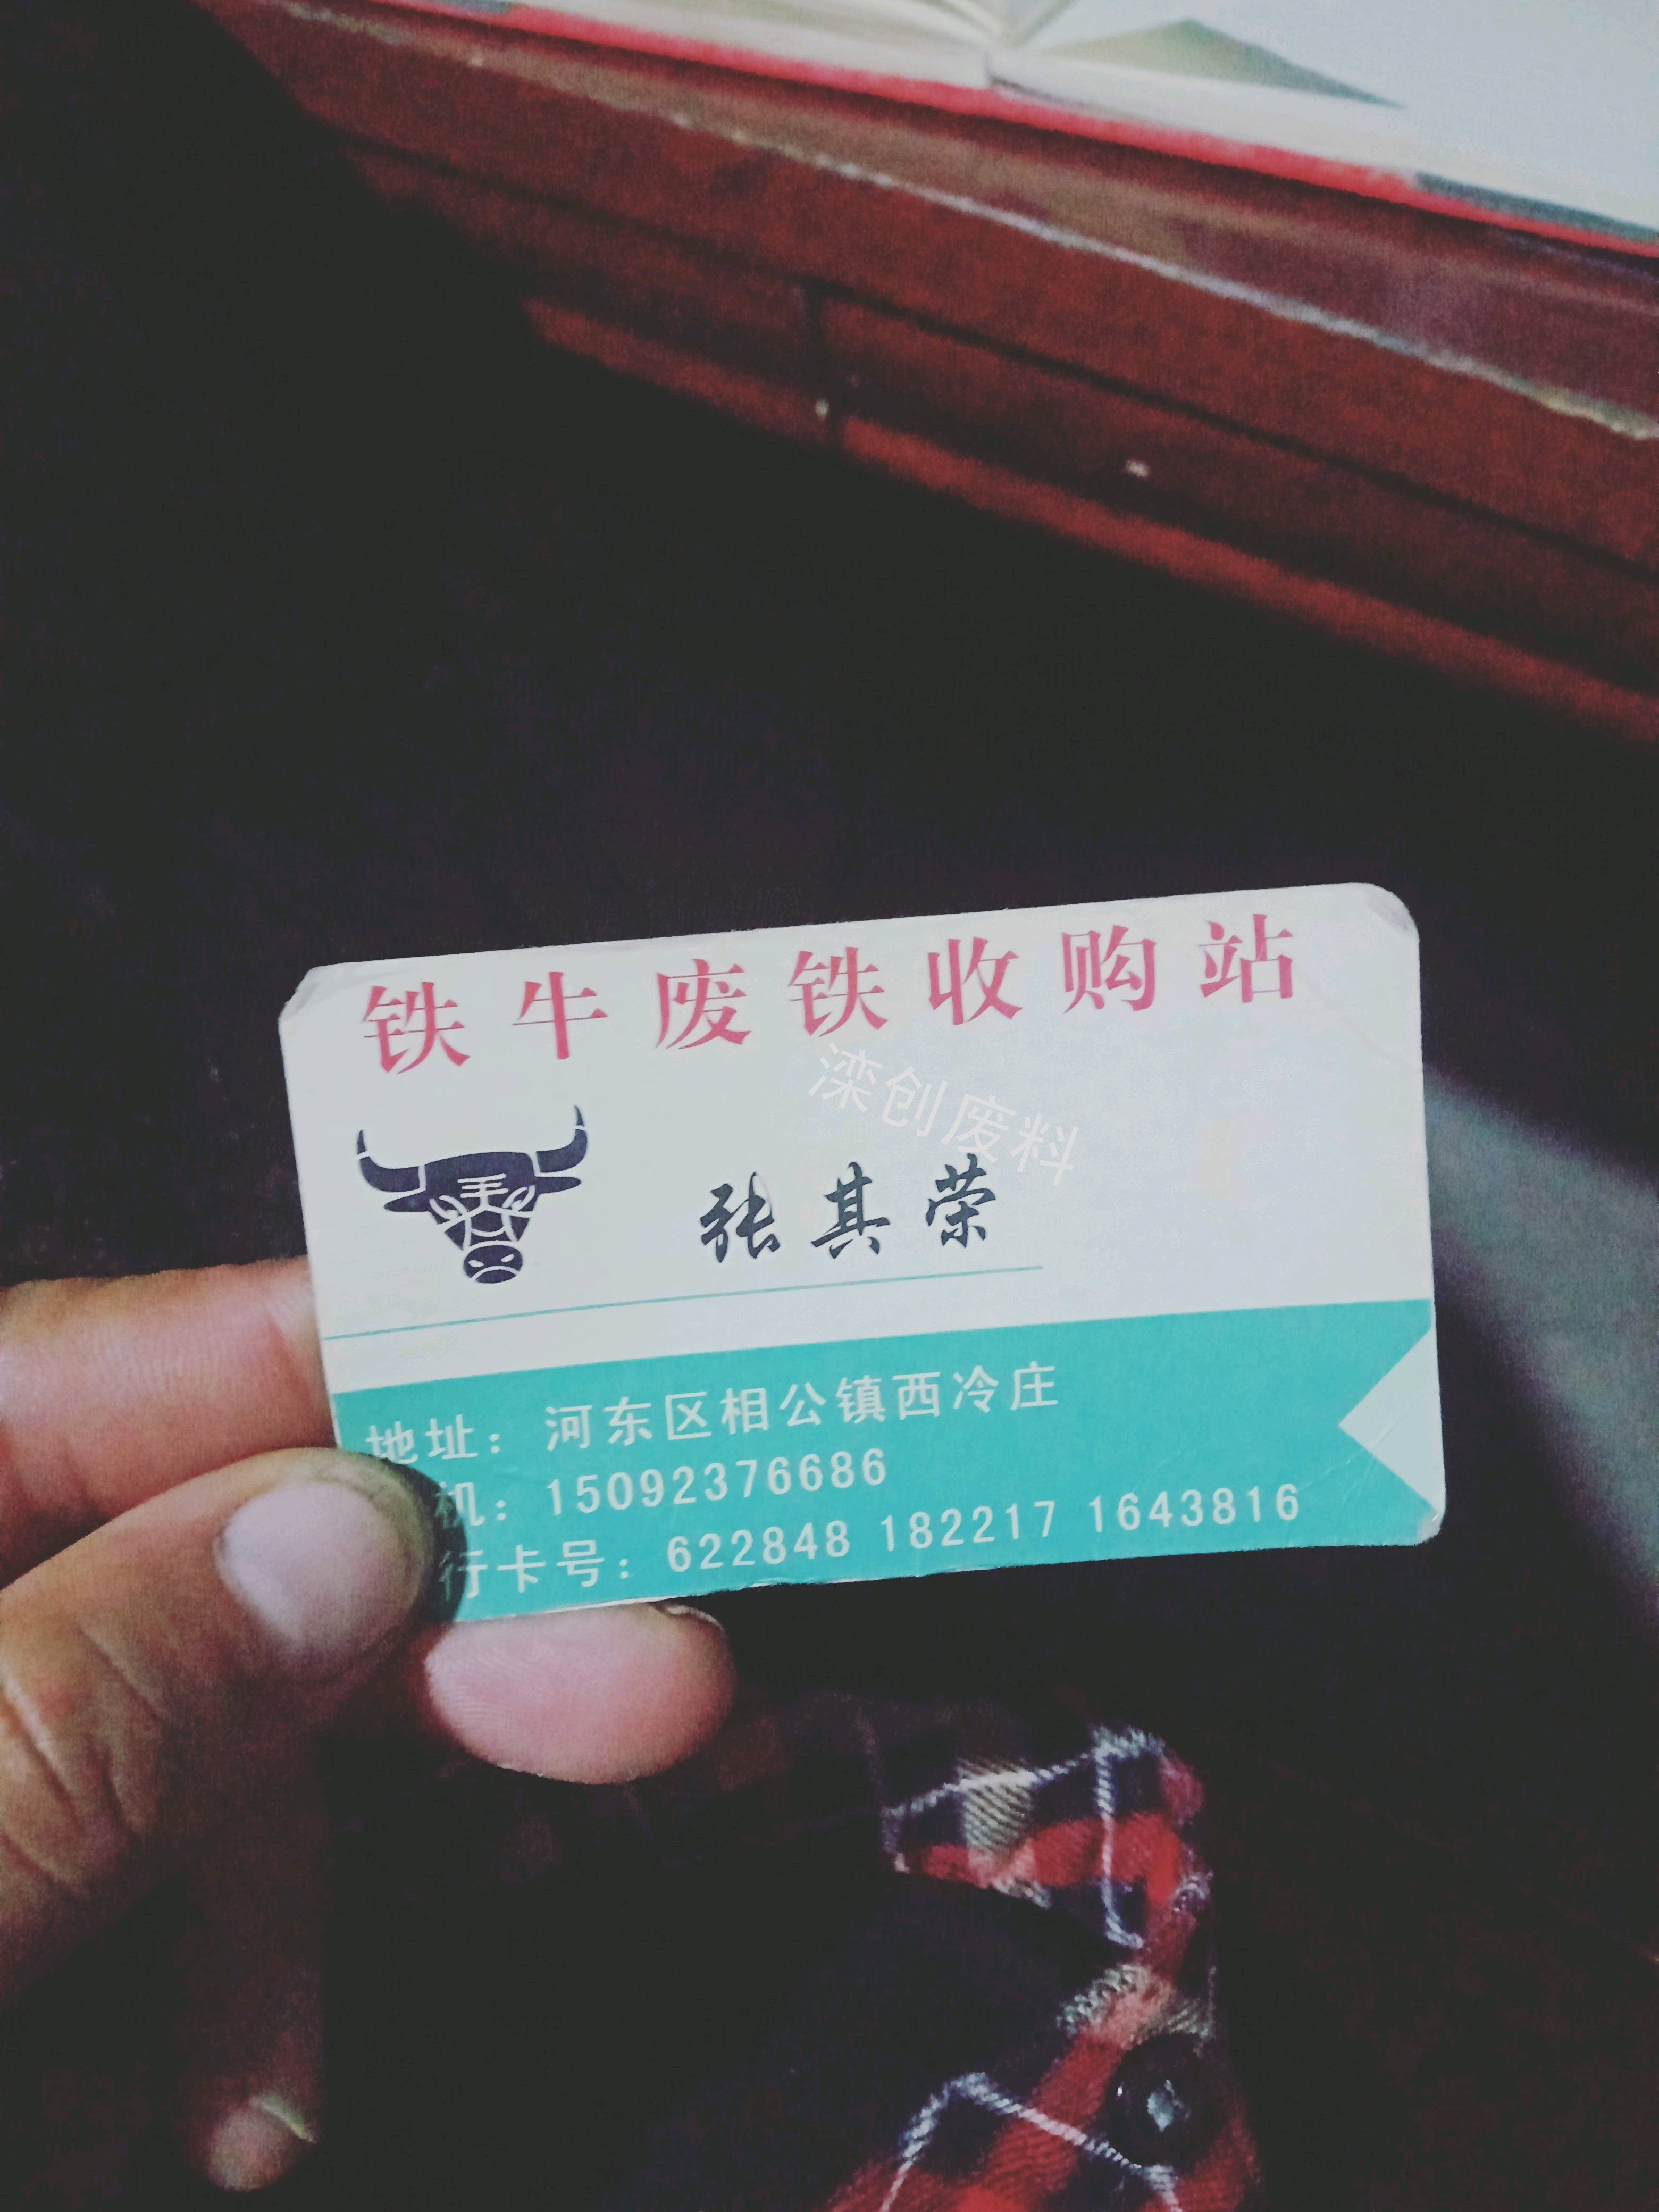 铁牛废铁收购站
滦创废料
张其荣
地址：河东区相公镇西冷庄
机：15092376686
行卡号：622848 182217 1643816